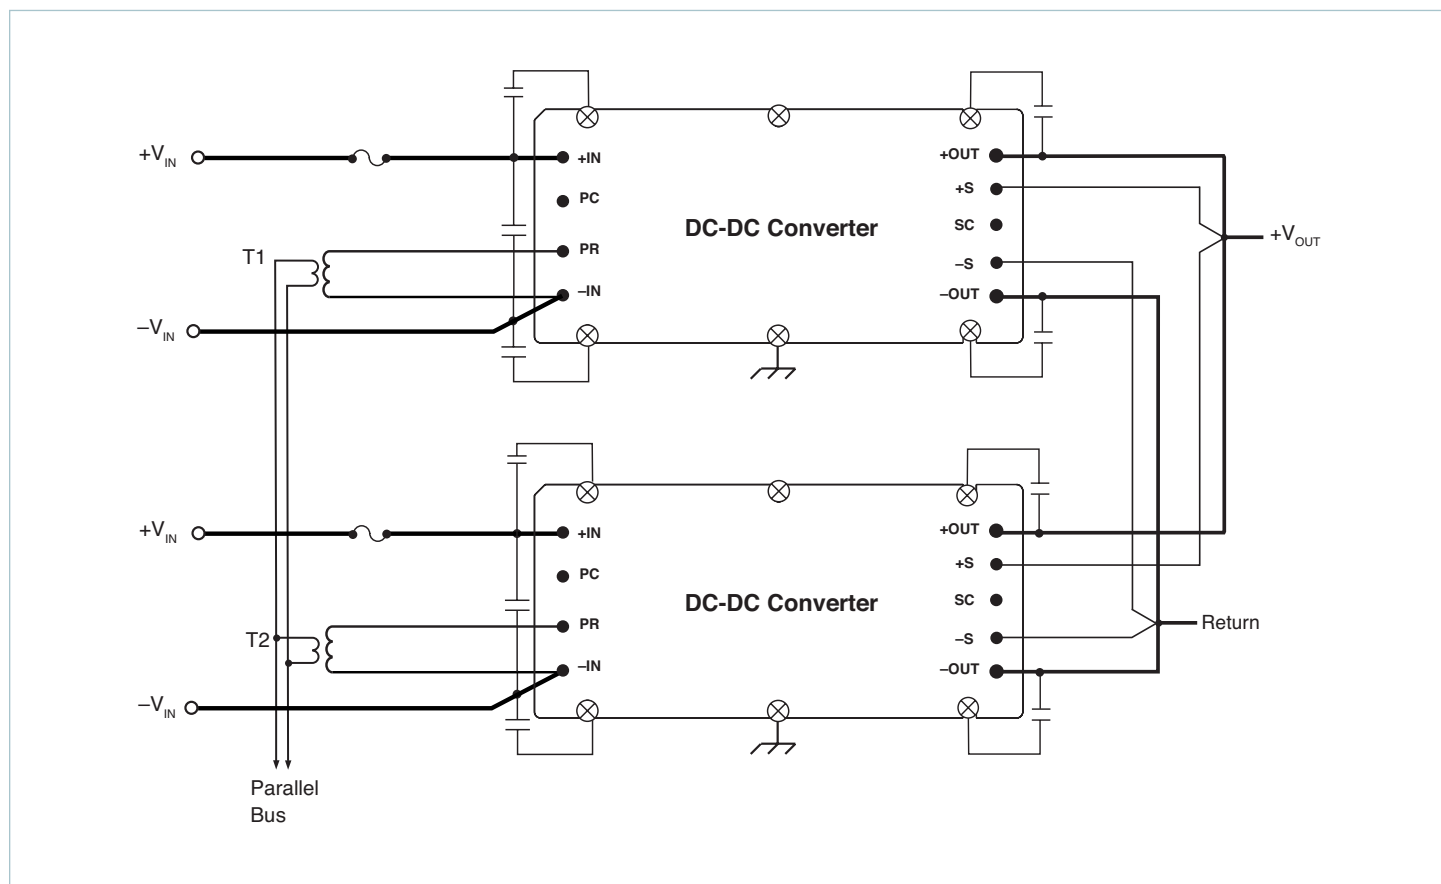 +VIN
+IN
PC
PR
–IN
T1
–VIN
DC-DC Converter
+OUT
+S
SC
–S
–OUT
+VOUT
+VIN
+IN
PC
PR
–IN
T2
–VIN
DC-DC Converter
+OUT
+S
SC
–S
–OUT
Return
Parallel
Bus